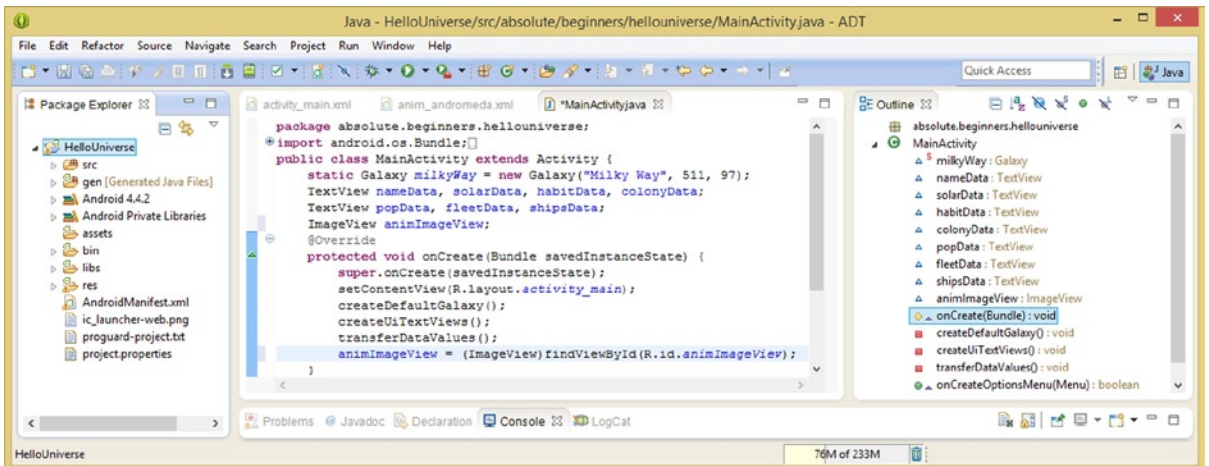 Java - HelloUniverse/src/absolute/beginners/hellouniverse/MainActivity.java - ADT
File Edit Refactor Source Navigate Search Project Run Window Help
Quick Access
Java
Package Explorer
HelloUniverse
src
gen [Generated Java Files]
Android 4.4.2
Android Private Libraries
assets
bin
libs
res
AndroidManifest.xml
ic_launcher-web.png
proguard-project.txt
project.properties
activity_main.xml anim_andromeda.xml *MainActivity.java
package absolute.beginners.hellouniverse;
import android.os.Bundle;
public class MainActivity extends Activity {
static Galaxy milkyWay = new Galaxy("Milky Way", 511, 97);
TextView nameData, solarData, habitData, colonyData;
TextView popData, fleetData, shipsData;
ImageView animImageView;
@Override
protected void onCreate(Bundle savedInstanceState) {
super.onCreate(savedInstanceState);
setContentView(R.layout.activity_main);
createDefaultGalaxy();
createUiTextViews();
transferDataValues();
animImageView = (ImageView)findViewById(R.id.animImageView);
}
Outline
absolute.beginners.hellouniverse
MainActivity
S milkyWay : Galaxy
nameData : TextView
solarData : TextView
habitData : TextView
colonyData : TextView
popData : TextView
fleetData : TextView
shipsData : TextView
animImageView : ImageView
onCreate(Bundle) : void
createDefaultGalaxy() : void
createUiTextViews() : void
transferDataValues() : void
onCreateOptionsMenu(Menu) : boolean
Problems @ Javadoc Declaration Console LogCat
HelloUniverse
76M of 233M